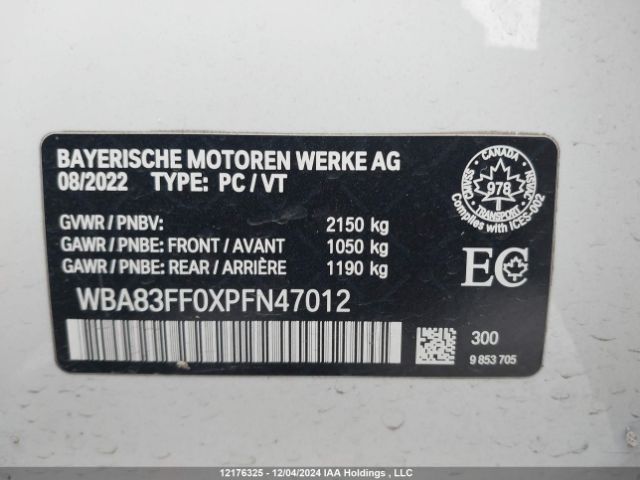 BAYERISCHE MOTOREN WERKE AG
08/2022 TYPE: PC / VT
GVWR / PNBV: 2150 kg
GAWR / PNBE: FRONT / AVANT 1050 kg
GAWR / PNBE: REAR / ARRIÈRE 1190 kg
WBA83FF0XPFN47012
CANADA
978
TRANSPORT
Complies with ICES-002
EC
300
9 853 705
12176325 - 12/04/2024 IAA Holdings , LLC